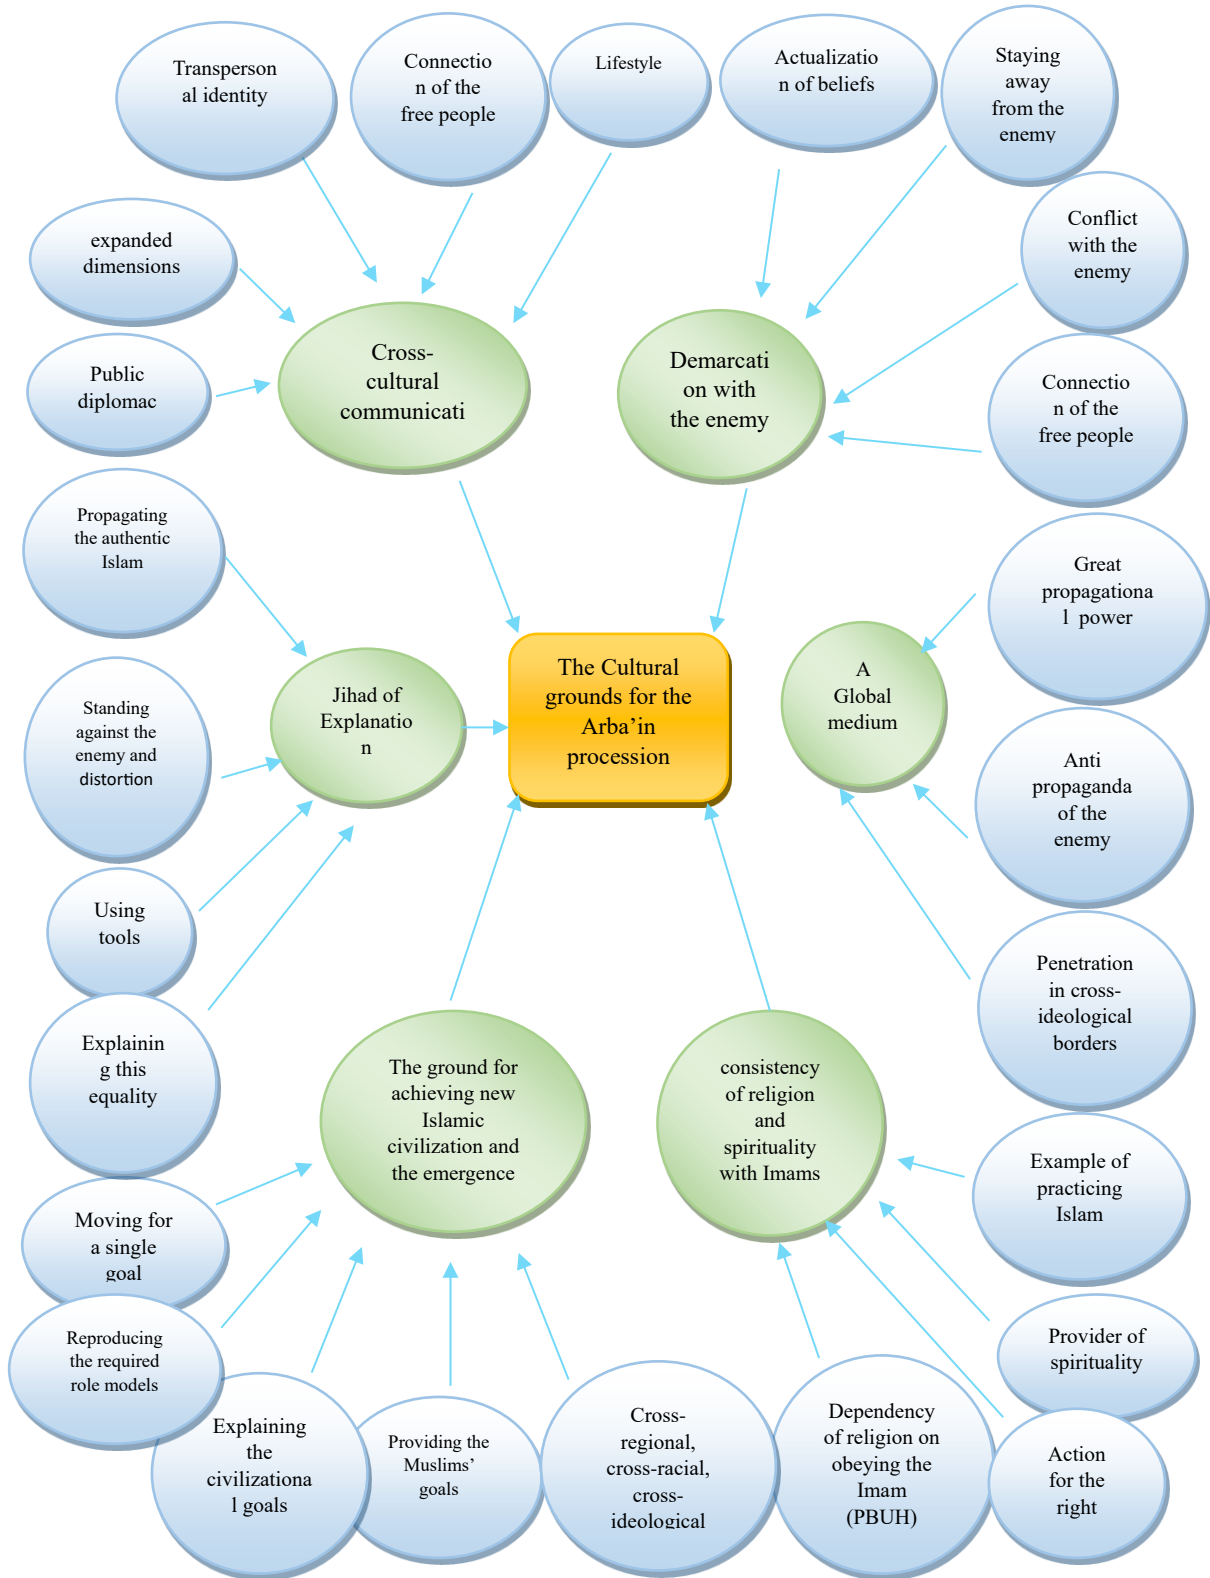 Transperson
al identity
Connectio
n of the
free people
Lifestyle
Actualizatio
n of beliefs
Staying
away
from the
enemy
expanded
dimensions
Conflict
with the
enemy
Public
diplomac
Cross-
cultural
communicati
Demarcati
on with
the enemy
Connectio
n of the
free people
Propagating
the authentic
Islam
Great
propagationa
l power
Jihad of
Explanatio
n
The Cultural
grounds for the
Arba’in
procession
A
Global
medium
Standing
against the
enemy and
distortion
Anti
propaganda
of the
enemy
Using
tools
Penetration
in cross-
ideological
borders
Explainin
g this
equality
The ground for
achieving new
Islamic
civilization and
the emergence
consistency
of religion
and
spirituality
with Imams
Example of
practicing
Islam
Moving for
a single
goal
Reproducing
the required
role models
Provider of
spirituality
Explaining
the
civilizationa
l goals
Providing the
Muslims’
goals
Cross-
regional,
cross-racial,
cross-
ideological
Dependency
of religion on
obeying the
Imam
(PBUH)
Action
for the
right